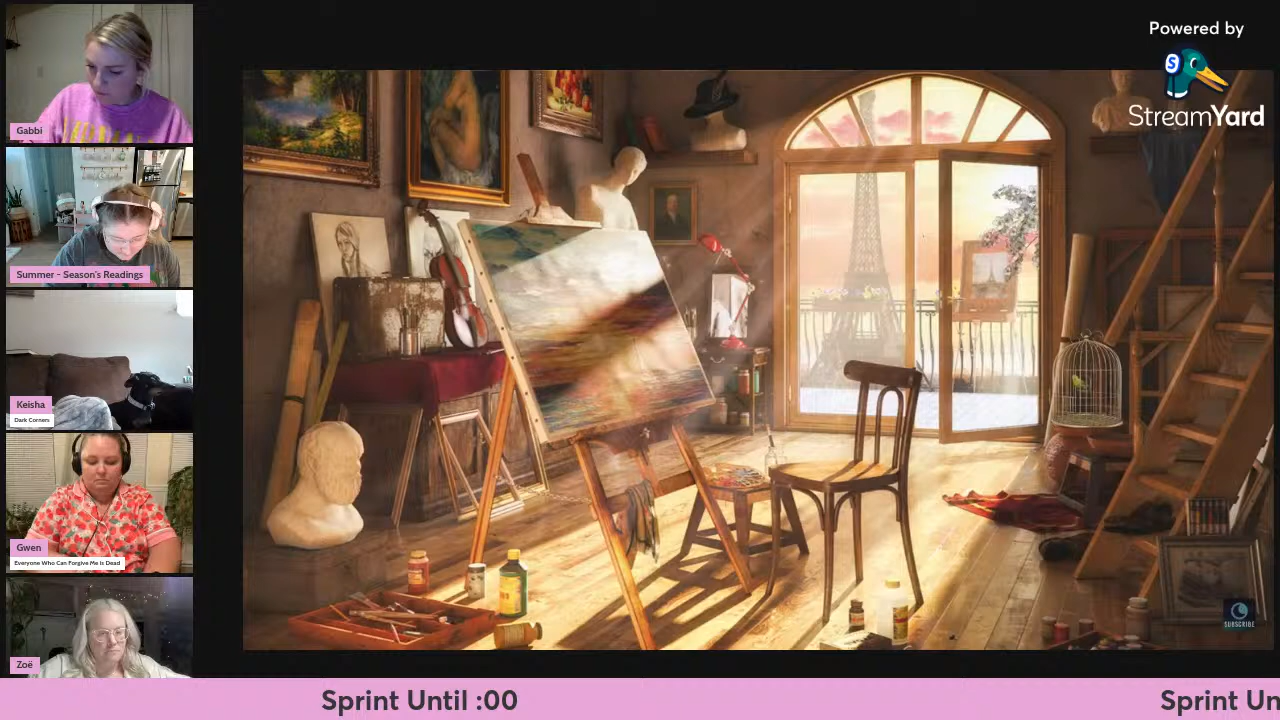 Powered by
StreamYard
Gabbi
Summer - Season's Readings
Keisha
Dark Corners
Gwen
Everyone Who Can Forgive Me Is Dead
Zoë
SUBSCRIBE
Sprint Until :00
Sprint Un